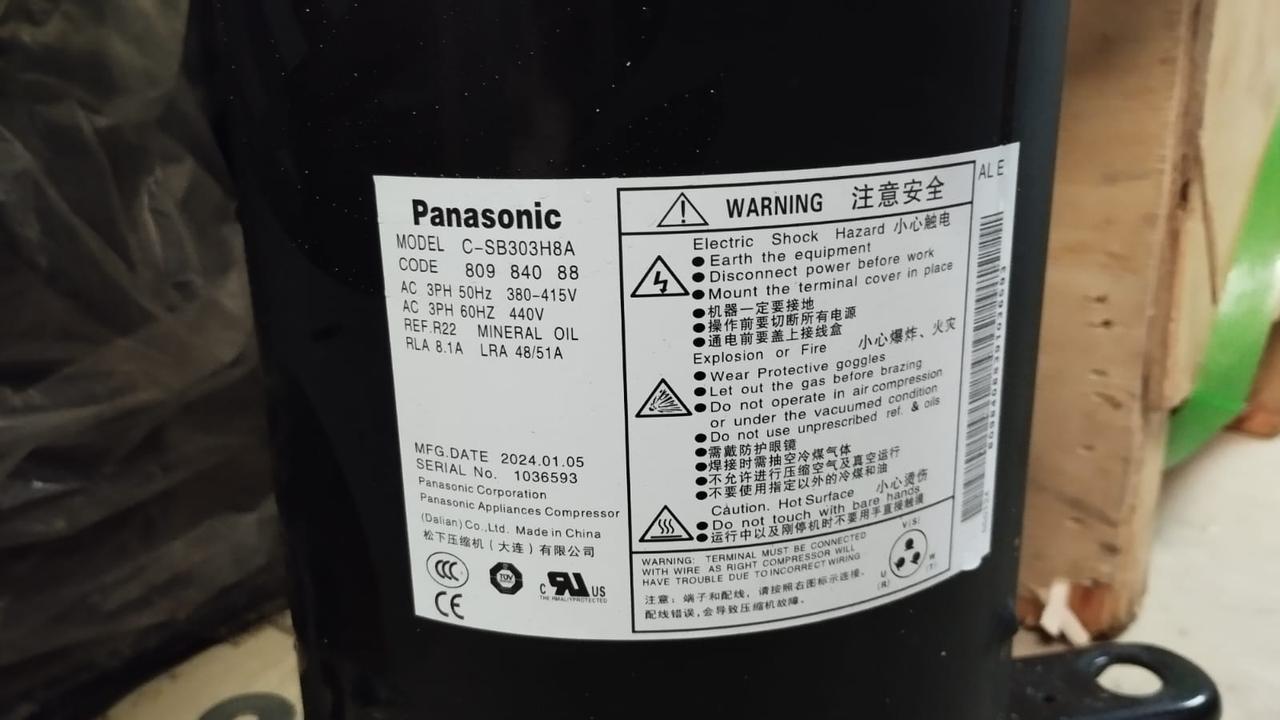 Panasonic
MODEL C-SB303H8A
CODE 809 840 88
AC 3PH 50Hz 380-415V
AC 3PH 60HZ 440V
REF.R22 MINERAL OIL
RLA 8.1A LRA 48/51A
MFG.DATE 2024.01.05
SERIAL No. 1036593
Panasonic Corporation
Panasonic Appliances Compressor
(Dalian) Co.,Ltd. Made in China
松下压缩机(大连)有限公司
CCC
TÜV
c RU US
THERMALLY PROTECTED
CE
WARNING 注意安全
Electric Shock Hazard 小心触电
●Earth the equipment
●Disconnect power before work
●Mount the terminal cover in place
●机器一定要接地
●操作前要切断所有电源
●通电前要盖上接线盒
Explosion or Fire 小心爆炸、火灾
●Wear Protective goggles
●Let out the gas before brazing
●Do not operate in air compression
or under the vacuumed condition
●Do not use unprescribed ref. & oils
●需戴防护眼镜
●焊接时需抽空冷煤气体
●不允许进行压缩空气及真空运行
●不要使用指定以外的冷煤和油
Caution. Hot Surface 小心烫伤
●Do not touch with bare hands
●运行中以及刚停机时不要用手直接触摸
WARNING: TERMINAL MUST BE CONNECTED
WITH WIRE AS RIGHT COMPRESSOR WILL
HAVE TROUBLE DUE TO INCORRECT WIRING
注意: 端子和配线, 请按照右图标示连接.
配线错误,会导致压缩机故障.
V(S)
U
(R)
W
(T)
ALE